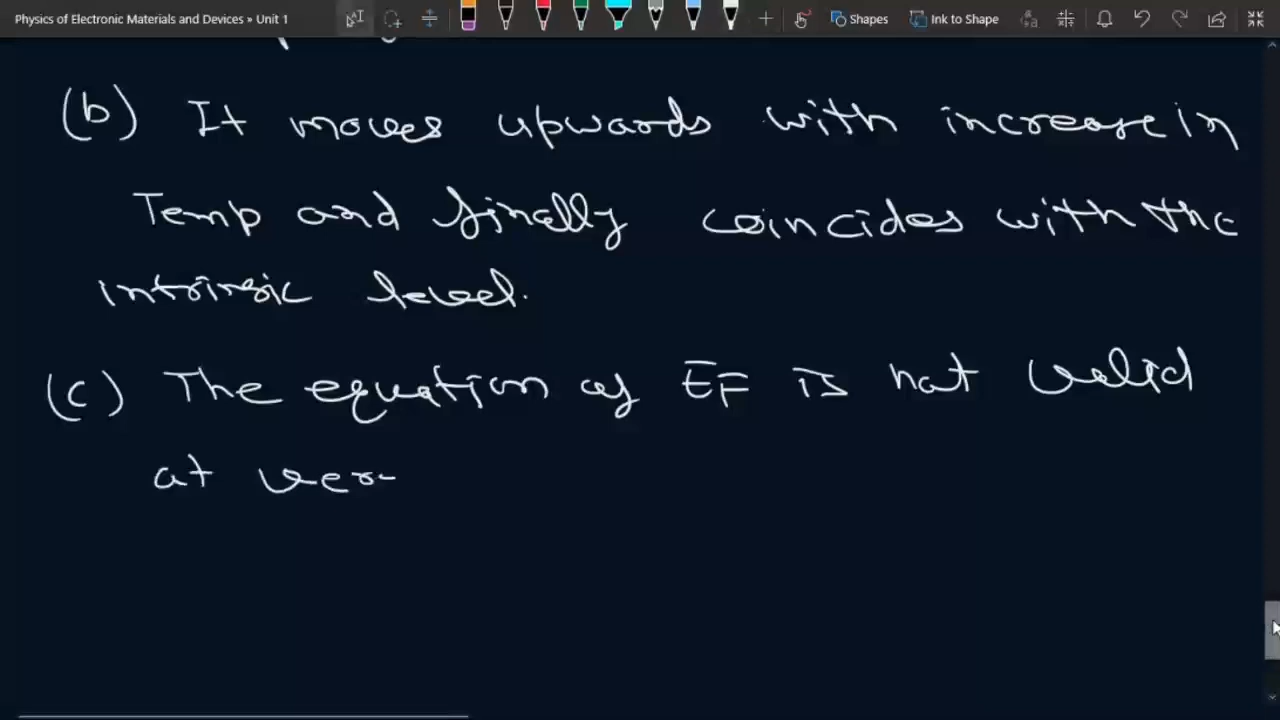 Physics of Electronic Materials and Devices » Unit 1
Shapes
Ink to Shape
(b) It moves upwards with increase in
Temp and finally coincides with the
intrinsic level.
(c) The equation of EF is not valid
at ver